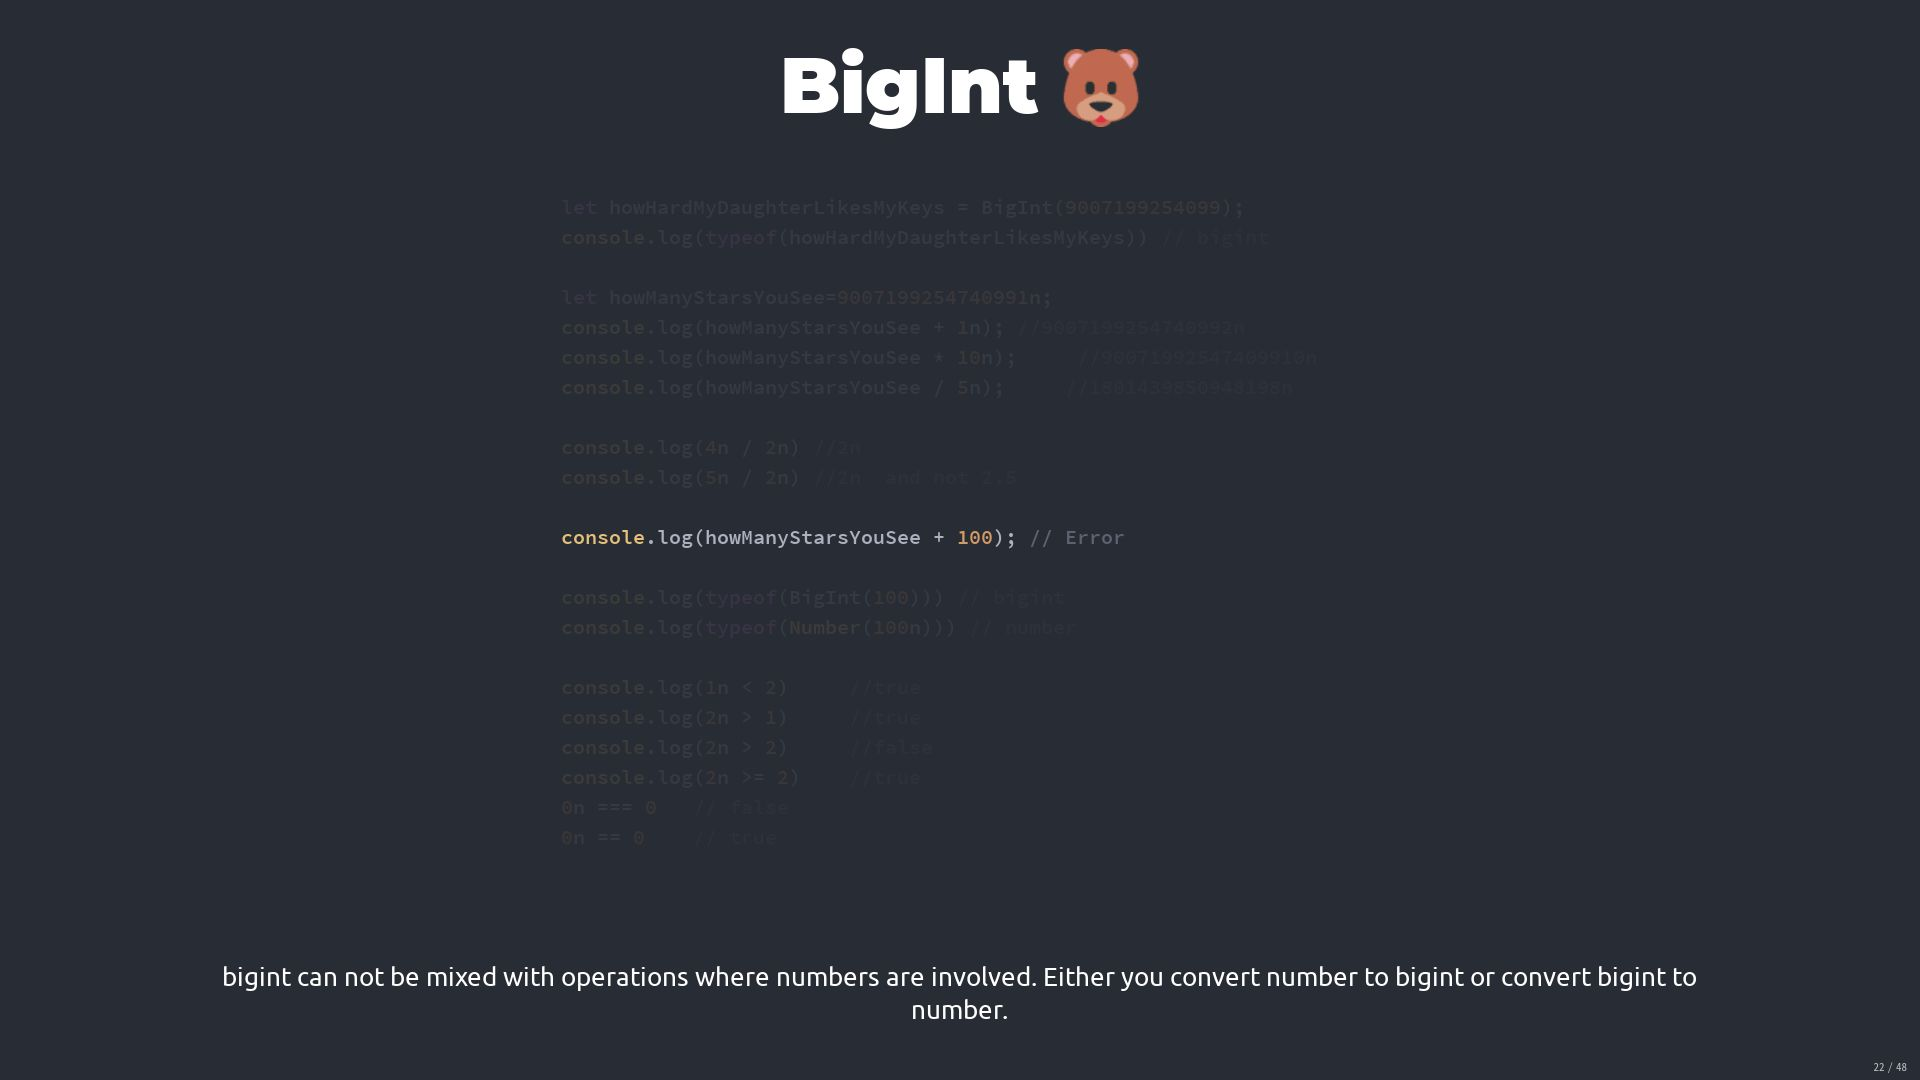 BigInt
let howHardMyDaughterLikesMyKeys = BigInt(9007199254099);
console.log(typeof(howHardMyDaughterLikesMyKeys)) // bigint
let howManyStarsYouSee=9007199254740991n;
console.log(howManyStarsYouSee + 1n); //9007199254740992n
console.log(howManyStarsYouSee * 10n);     //90071992547409910n
console.log(howManyStarsYouSee / 5n);     //1801439850948198n
console.log(4n / 2n) //2n
console.log(5n / 2n) //2n  and not 2.5
console.log(howManyStarsYouSee + 100); // Error
console.log(typeof(BigInt(100))) // bigint
console.log(typeof(Number(100n))) // number
console.log(1n < 2)     //true
console.log(2n > 1)     //true
console.log(2n > 2)     //false
console.log(2n >= 2)    //true
0n === 0   // false
0n == 0    // true
bigint can not be mixed with operations where numbers are involved. Either you convert number to bigint or convert bigint to
number.
22 / 48